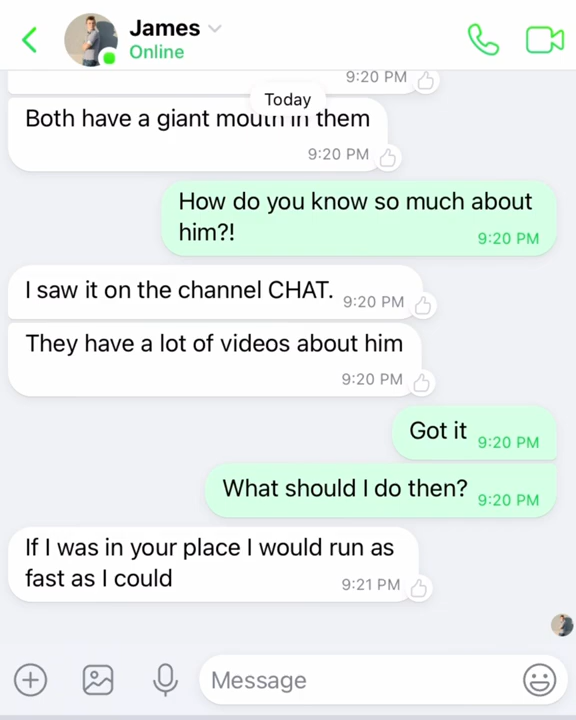 James
Online
9:20 PM
Today
Both have a giant mouth in them
9:20 PM
How do you know so much about
him?!
9:20 PM
I saw it on the channel CHAT.
9:20 PM
They have a lot of videos about him
9:20 PM
Got it
9:20 PM
What should I do then?
9:20 PM
If I was in your place I would run as
fast as I could
9:21 PM
Message